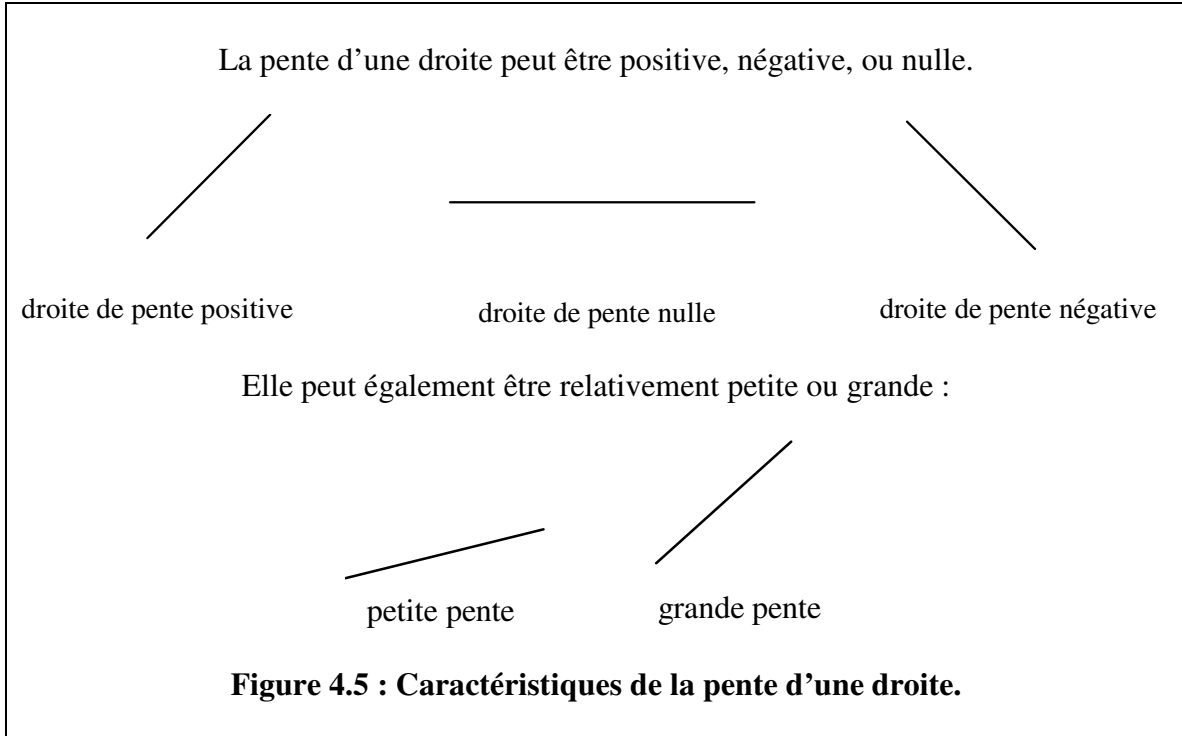 La pente d’une droite peut être positive, négative, ou nulle.
droite de pente positive
droite de pente nulle
droite de pente négative
Elle peut également être relativement petite ou grande :
petite pente
grande pente
Figure 4.5 : Caractéristiques de la pente d’une droite.